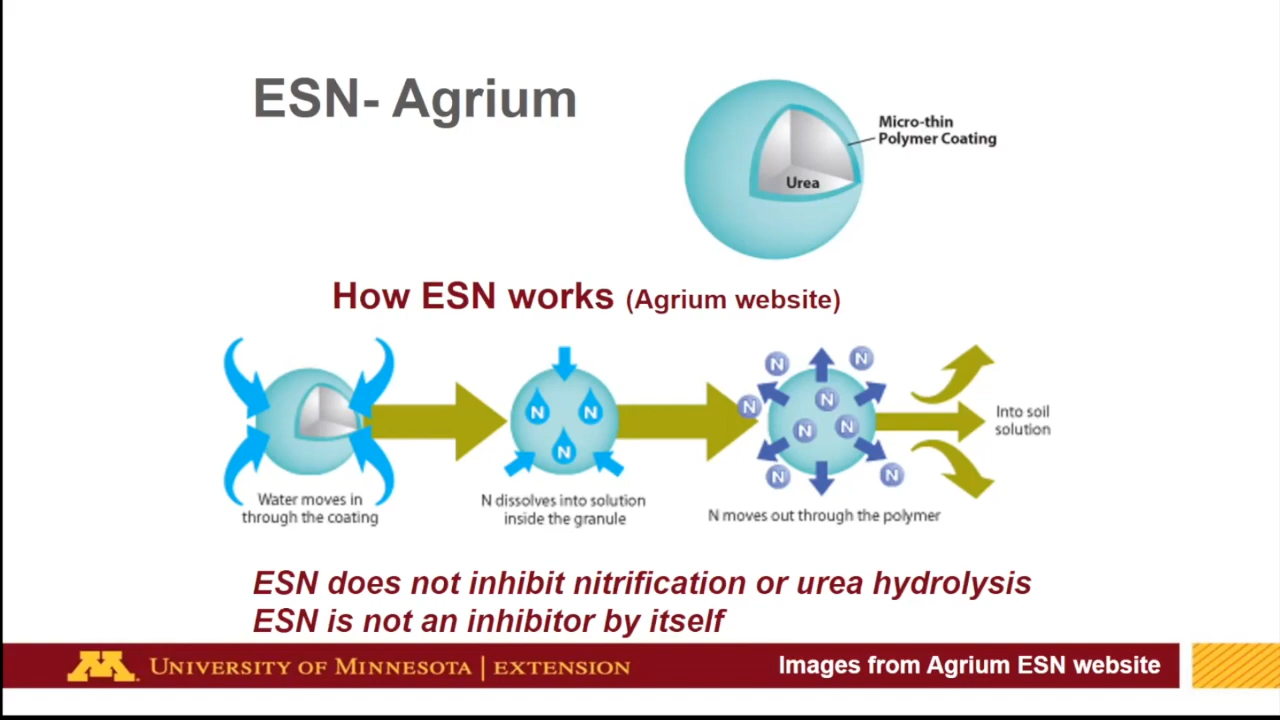 ESN- Agrium
Micro-thin
Polymer Coating
Urea
How ESN works (Agrium website)
N N N
N N N N N N N N N
Into soil
solution
Water moves in
through the coating
N dissolves into solution
inside the granule
N moves out through the polymer
ESN does not inhibit nitrification or urea hydrolysis
ESN is not an inhibitor by itself
M UNIVERSITY OF MINNESOTA | EXTENSION
Images from Agrium ESN website